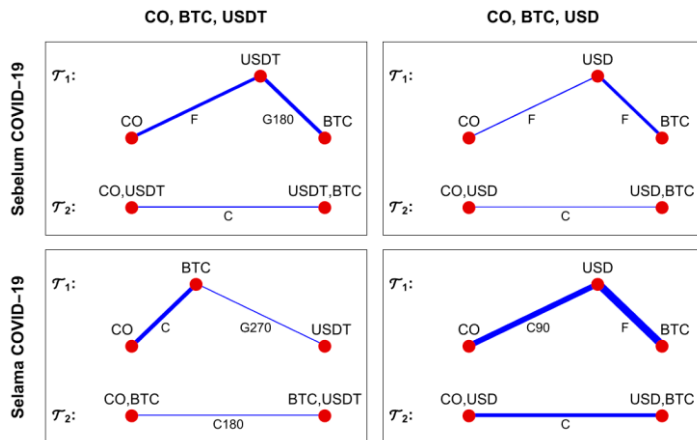 CO, BTC, USDT
CO, BTC, USD
Sebelum COVID–19
𝒯₁:
USDT
CO
F
G180
BTC
𝒯₂:
CO,USDT
USDT,BTC
C
𝒯₁:
USD
CO
F
F
BTC
𝒯₂:
CO,USD
USD,BTC
C
Selama COVID–19
𝒯₁:
BTC
CO
C
G270
USDT
𝒯₂:
CO,BTC
BTC,USDT
C180
𝒯₁:
USD
CO
C90
F
BTC
𝒯₂:
CO,USD
USD,BTC
C